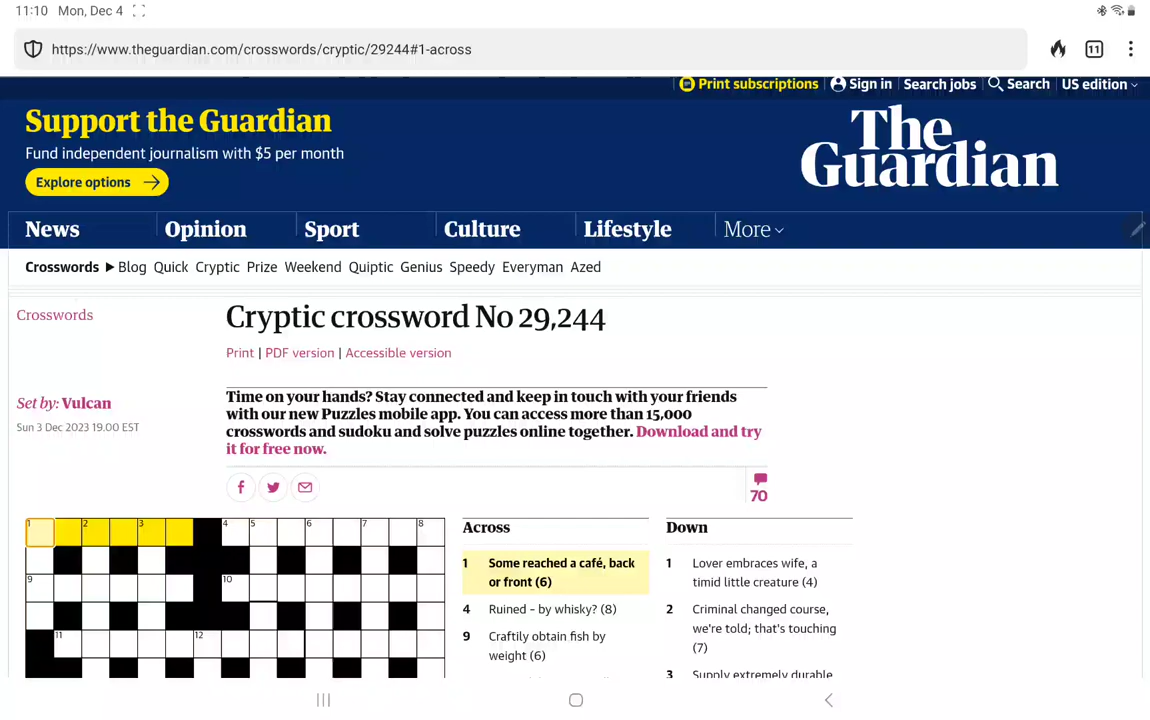 11:10 Mon, Dec 4
https://www.theguardian.com/crosswords/cryptic/29244#1-across
11
Print subscriptions
Sign in
Search jobs
Search
US edition
Support the Guardian
Fund independent journalism with $5 per month
Explore options
The
Guardian
News
Opinion
Sport
Culture
Lifestyle
More
Crosswords Blog Quick Cryptic Prize Weekend Quiptic Genius Speedy Everyman Azed
Crosswords
Cryptic crossword No 29,244
Print | PDF version | Accessible version
Set by: Vulcan
Sun 3 Dec 2023 19.00 EST
Time on your hands? Stay connected and keep in touch with your friends
with our new Puzzles mobile app. You can access more than 15,000
crosswords and sudoku and solve puzzles online together. Download and try
it for free now.
70
1 2 3 4 5 6 7 8
9 10
11 12
Across
1 Some reached a café, back
or front (6)
4 Ruined – by whisky? (8)
9 Craftily obtain fish by
weight (6)
Down
1 Lover embraces wife, a
timid little creature (4)
2 Criminal changed course,
we're told; that's touching
(7)
3 Supply extremely durable